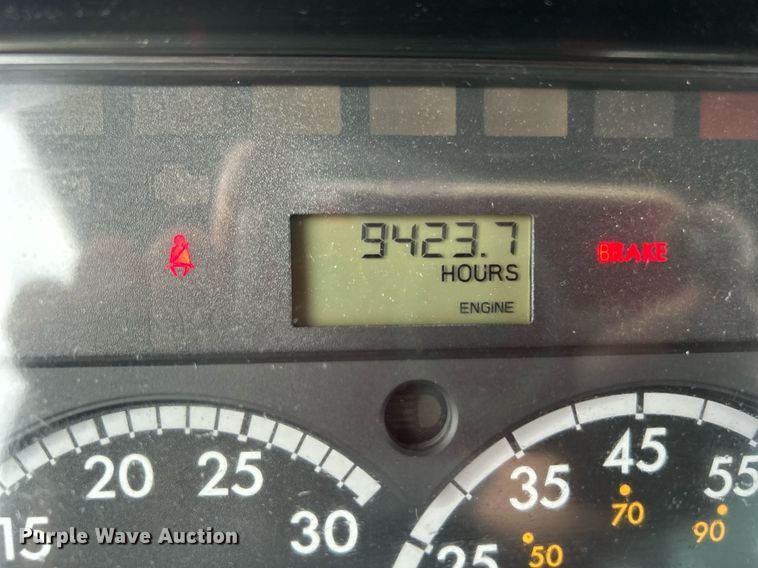 9423.7
HOURS
ENGINE
BRAKE
15 20 25 30
25 35 45 55
50 70 90
Purple Wave Auction